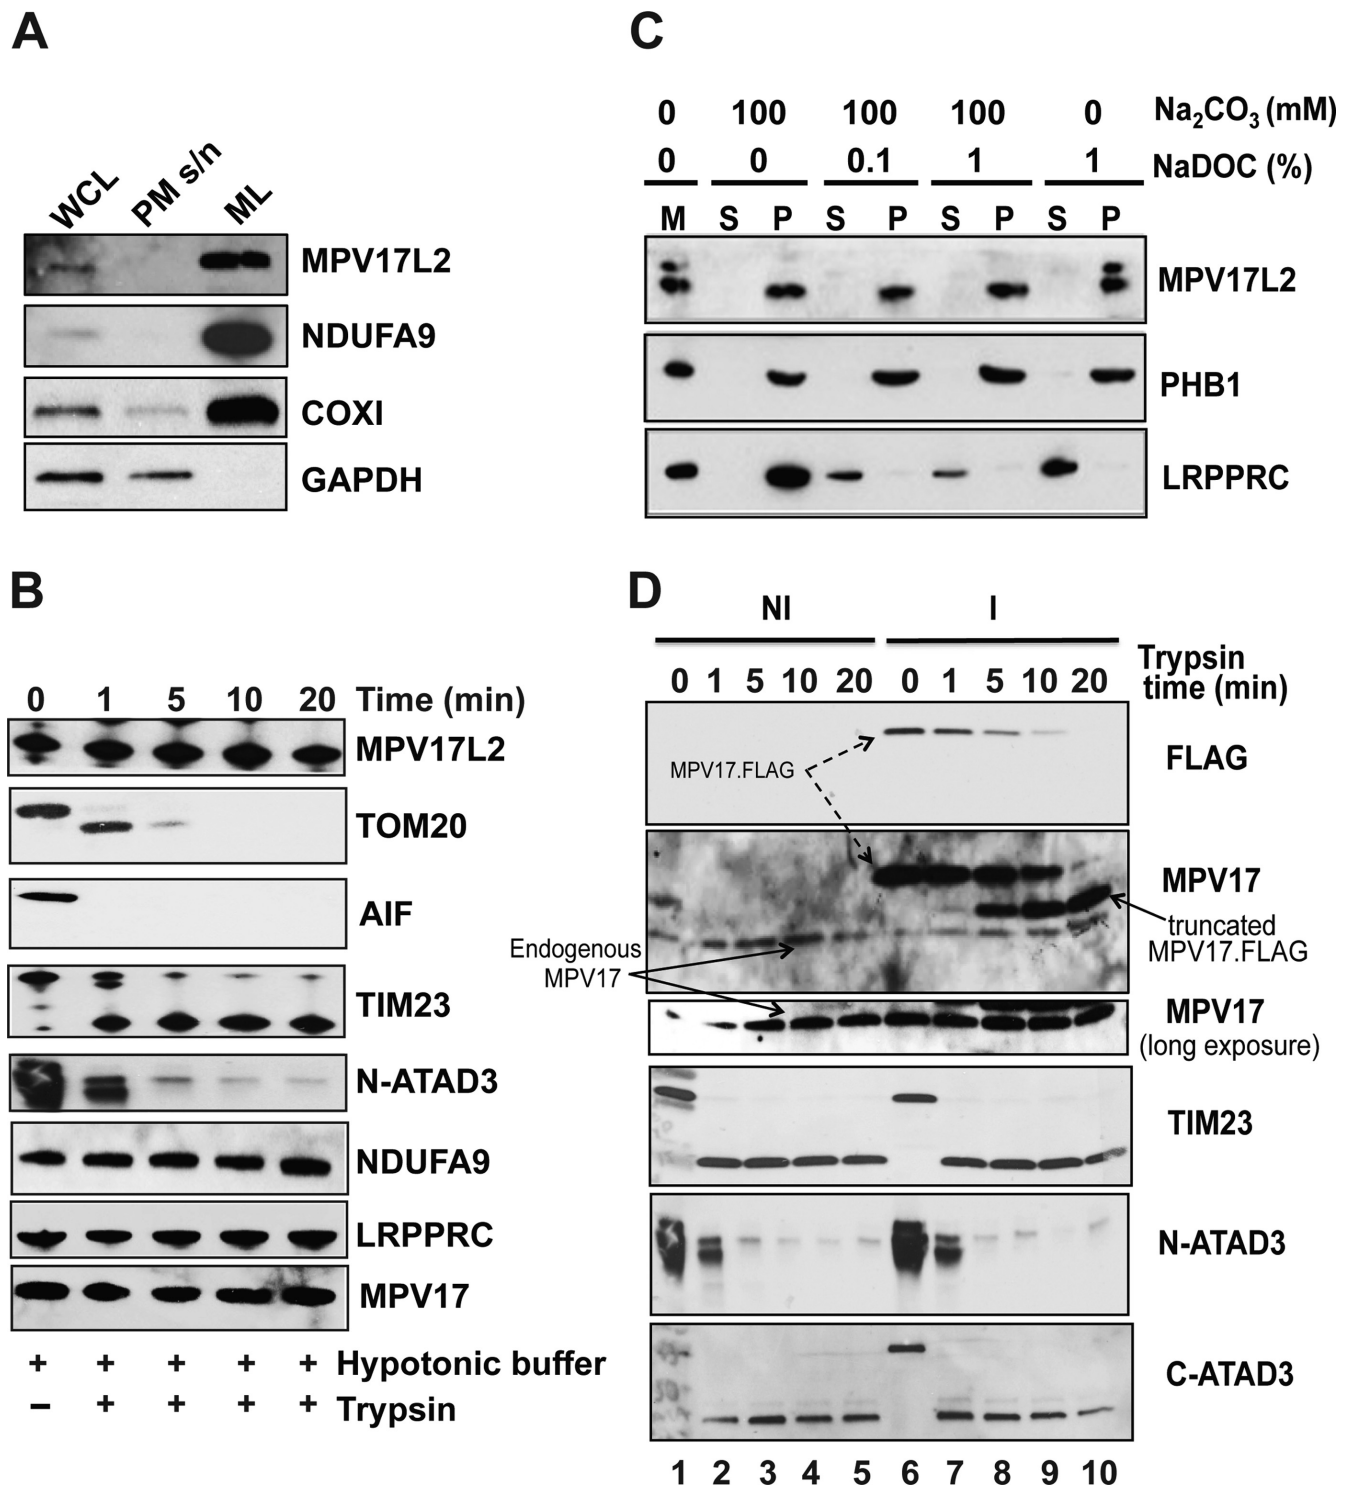 A
WCL PM s/n ML
MPV17L2
NDUFA9
COXI
GAPDH
B
0 1 5 10 20 Time (min)
MPV17L2
TOM20
AIF
TIM23
N-ATAD3
NDUFA9
LRPPRC
MPV17
+ + + + + Hypotonic buffer
– + + + + Trypsin
C
0 100 100 100 0 Na₂CO₃ (mM)
0 0 0.1 1 1 NaDOC (%)
M S P S P S P S P
MPV17L2
PHB1
LRPPRC
D
NI I
Trypsin
0 1 5 10 20 0 1 5 10 20 time (min)
FLAG
MPV17.FLAG
MPV17
truncated
MPV17.FLAG
Endogenous
MPV17
MPV17
(long exposure)
TIM23
N-ATAD3
C-ATAD3
1 2 3 4 5 6 7 8 9 10